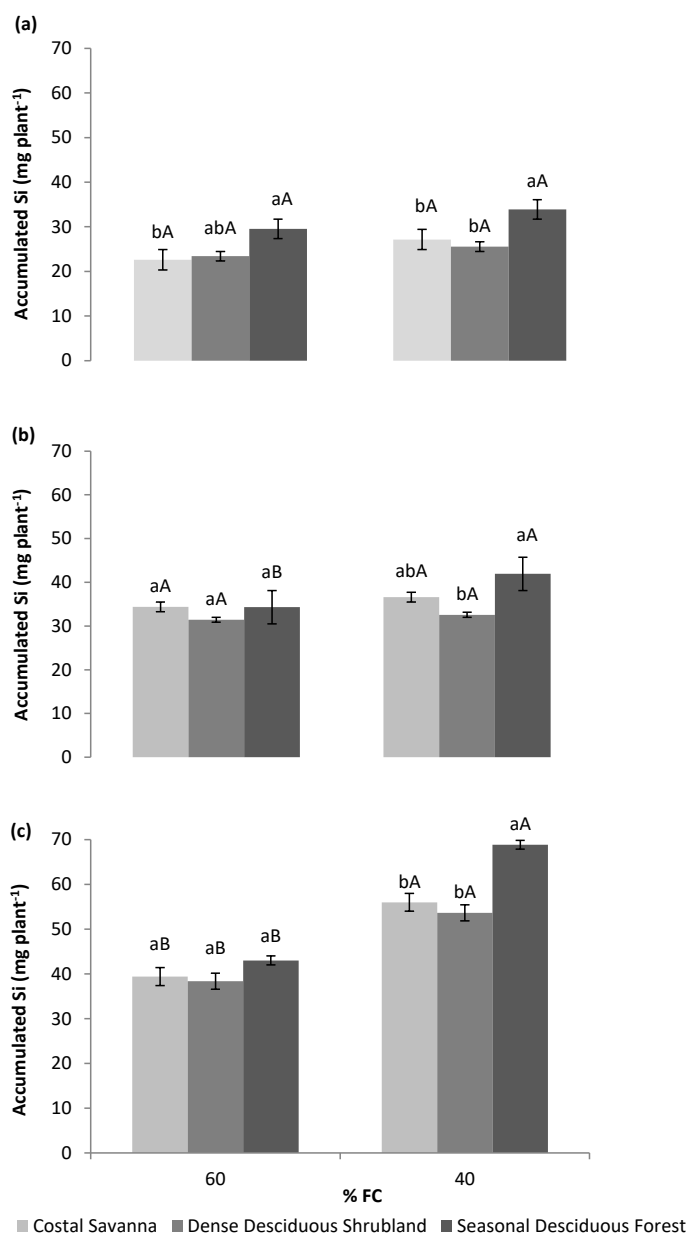 (a)
Accumulated Si (mg plant-1)
70
60
50
40
30
20
10
0
bA abA aA bA bA aA
(b)
Accumulated Si (mg plant-1)
70
60
50
40
30
20
10
0
aA aA aB abA bA aA
(c)
Accumulated Si (mg plant-1)
70
60
50
40
30
20
10
0
aB aB aB bA bA aA
60 40
% FC
Costal Savanna Dense Desciduous Shrubland Seasonal Desciduous Forest